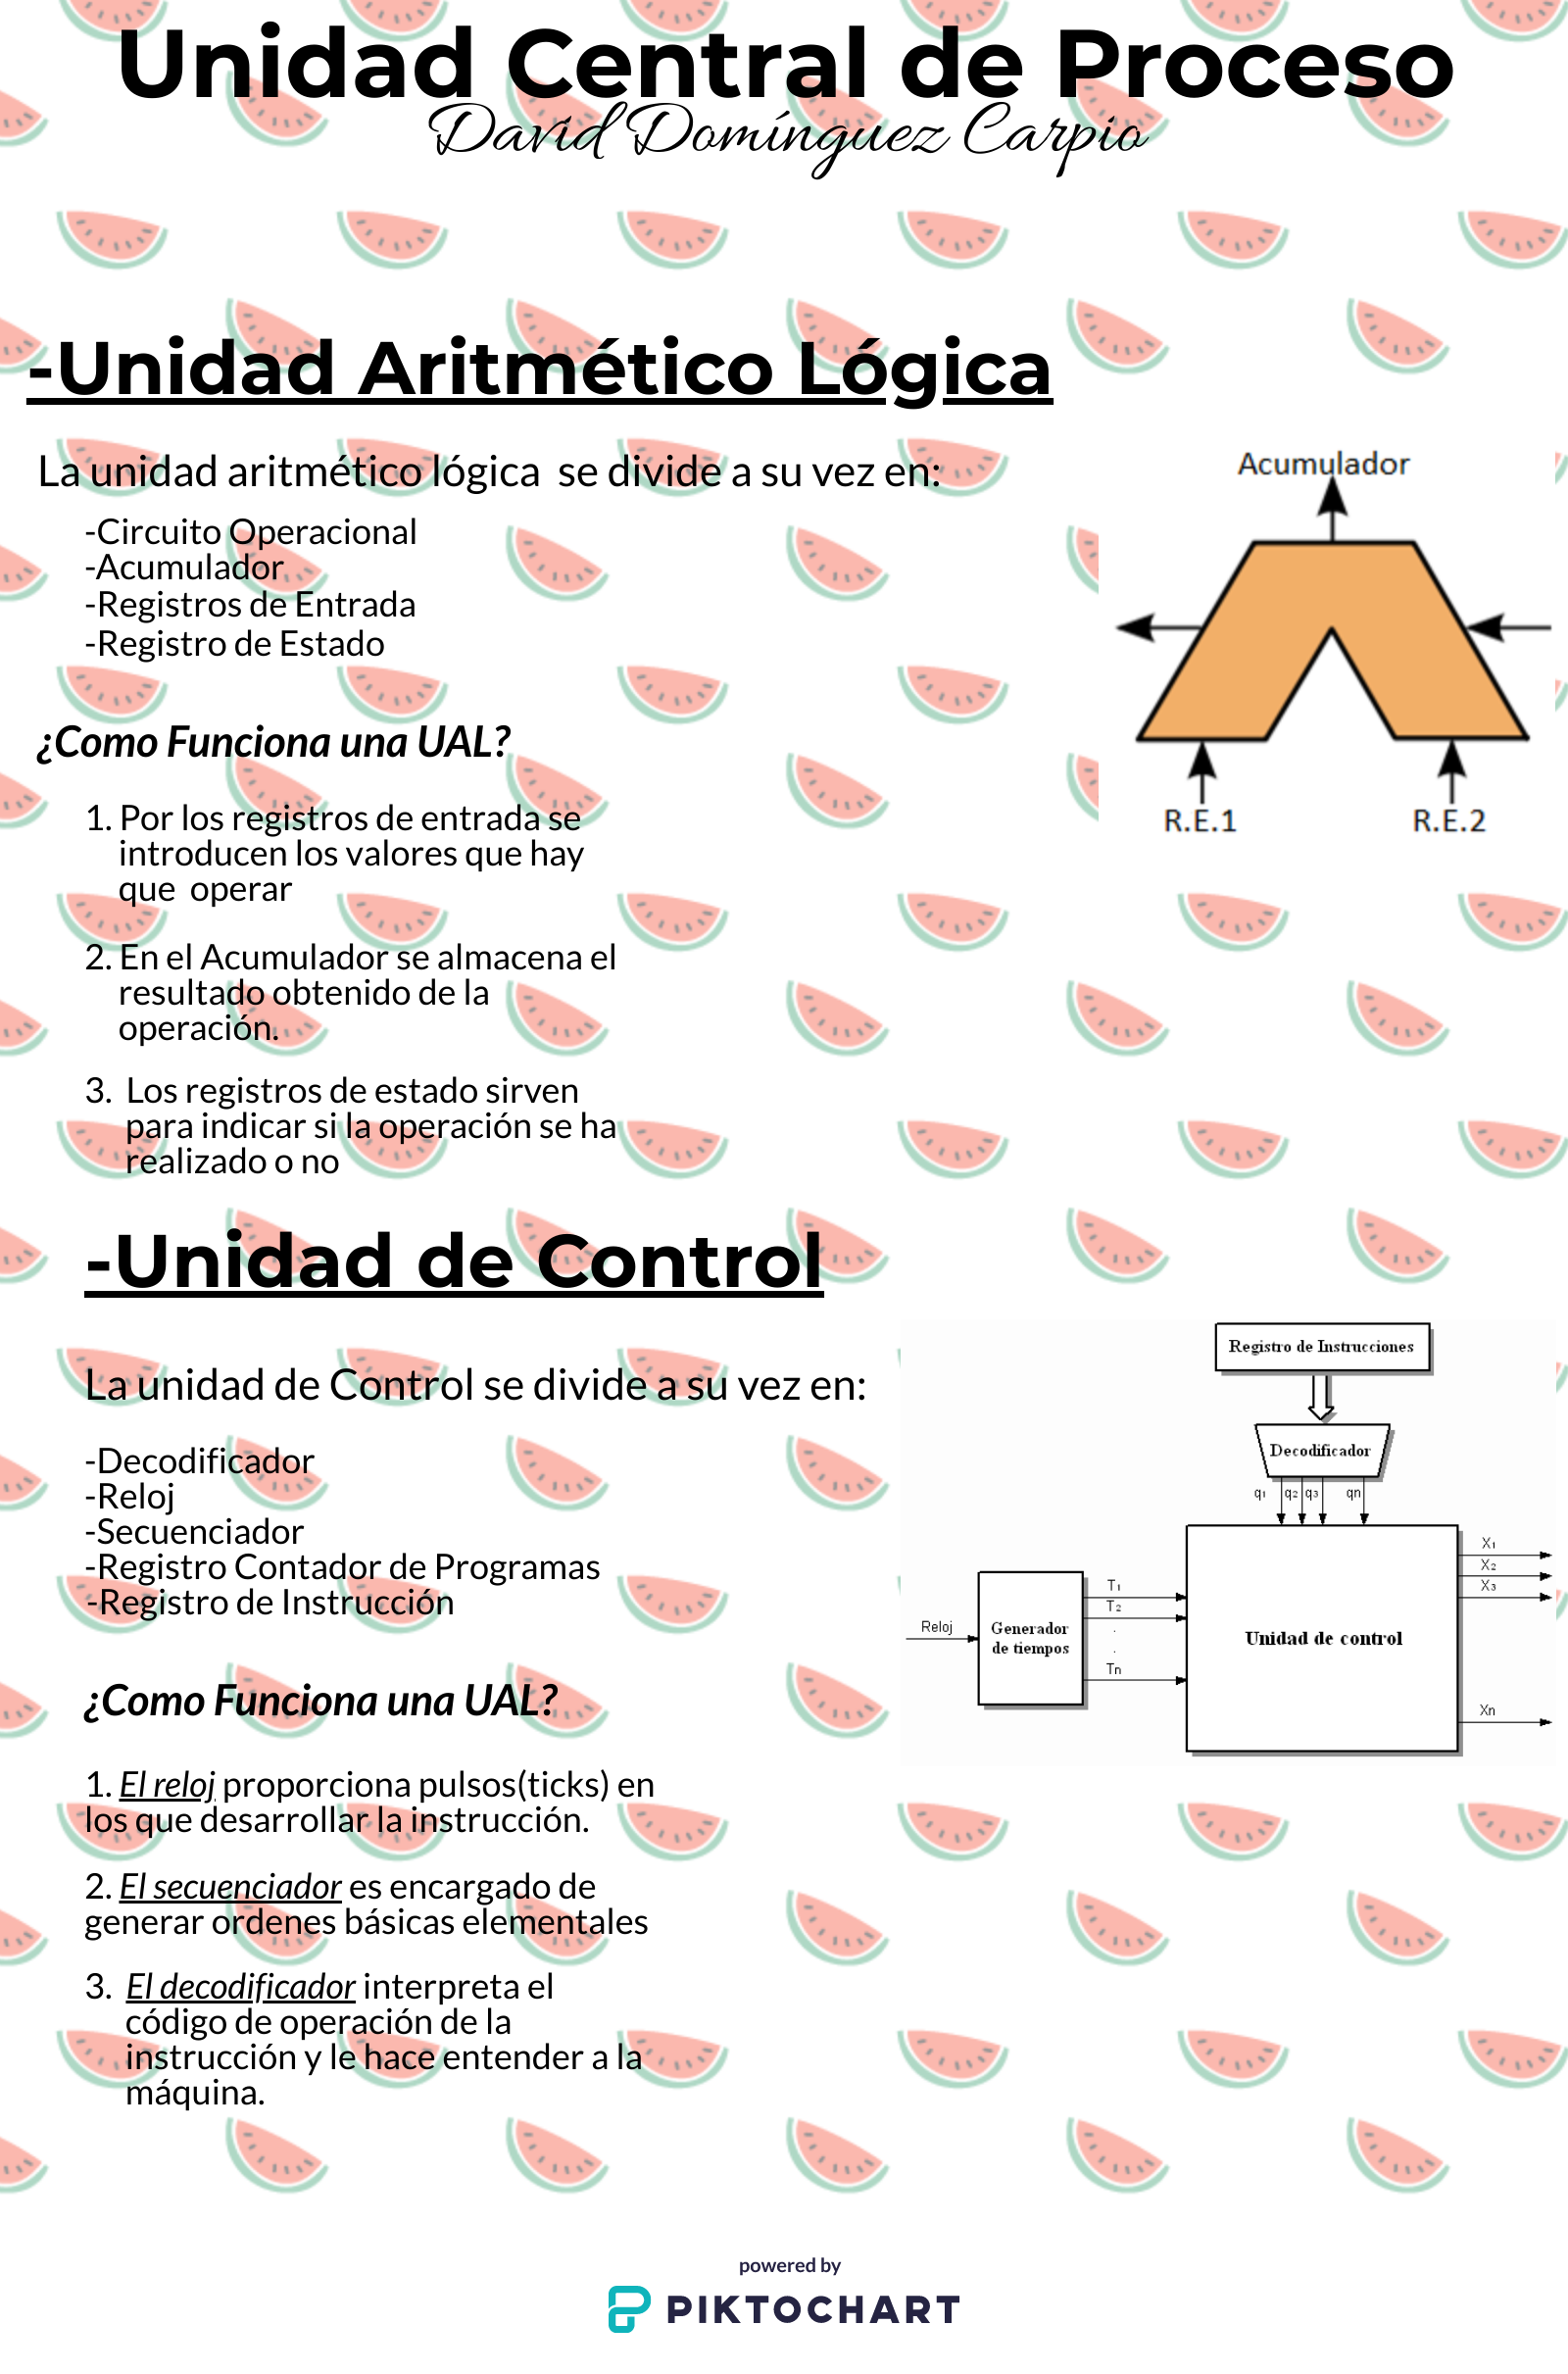 Unidad Central de Proceso
David Domínguez Carpio
-Unidad Aritmético Lógica
La unidad aritmético lógica  se divide a su vez en:
-Circuito Operacional
-Acumulador
-Registros de Entrada
-Registro de Estado
Acumulador
R.E.1
R.E.2
¿Como Funciona una UAL?
1. Por los registros de entrada se
introducen los valores que hay
que  operar
2. En el Acumulador se almacena el
resultado obtenido de la
operación.
3.  Los registros de estado sirven
para indicar si la operación se ha
realizado o no
-Unidad de Control
La unidad de Control se divide a su vez en:
-Decodificador
-Reloj
-Secuenciador
-Registro Contador de Programas
-Registro de Instrucción
Registro de Instrucciones
Decodificador
q1 q2 q3 qn
Reloj
Generador
de tiempos
T1
T2
.
.
Tn
Unidad de control
X1
X2
X3
Xn
¿Como Funciona una UAL?
1. El reloj proporciona pulsos(ticks) en
los que desarrollar la instrucción.
2. El secuenciador es encargado de
generar ordenes básicas elementales
3.  El decodificador interpreta el
código de operación de la
instrucción y le hace entender a la
máquina.
powered by
PIKTOCHART